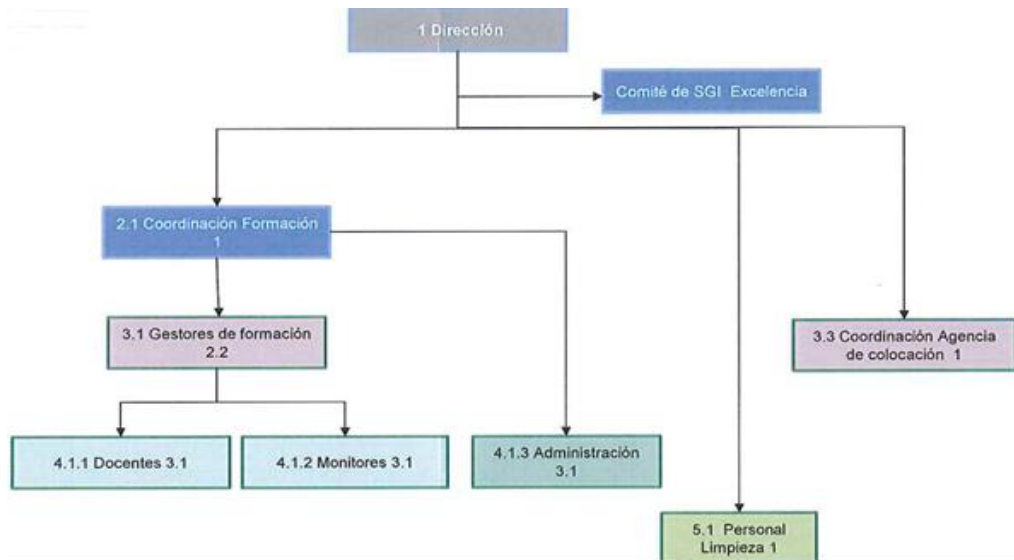 1 Dirección
Comité de SGI Excelencia
2.1 Coordinación Formación
1
3.1 Gestores de formación
2.2
3.3 Coordinación Agencia
de colocación 1
4.1.1 Docentes 3.1
4.1.2 Monitores 3.1
4.1.3 Administración
3.1
5.1 Personal
Limpieza 1